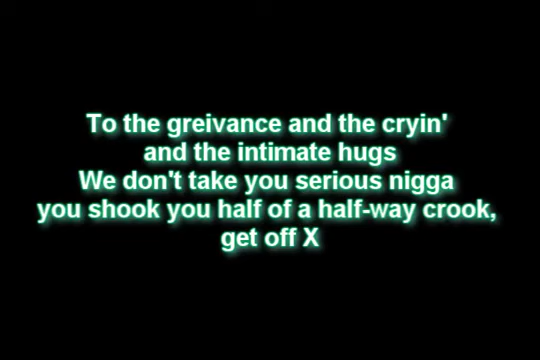 To the greivance and the cryin'
and the intimate hugs
We don't take you serious nigga
you shook you half of a half-way crook,
get off X